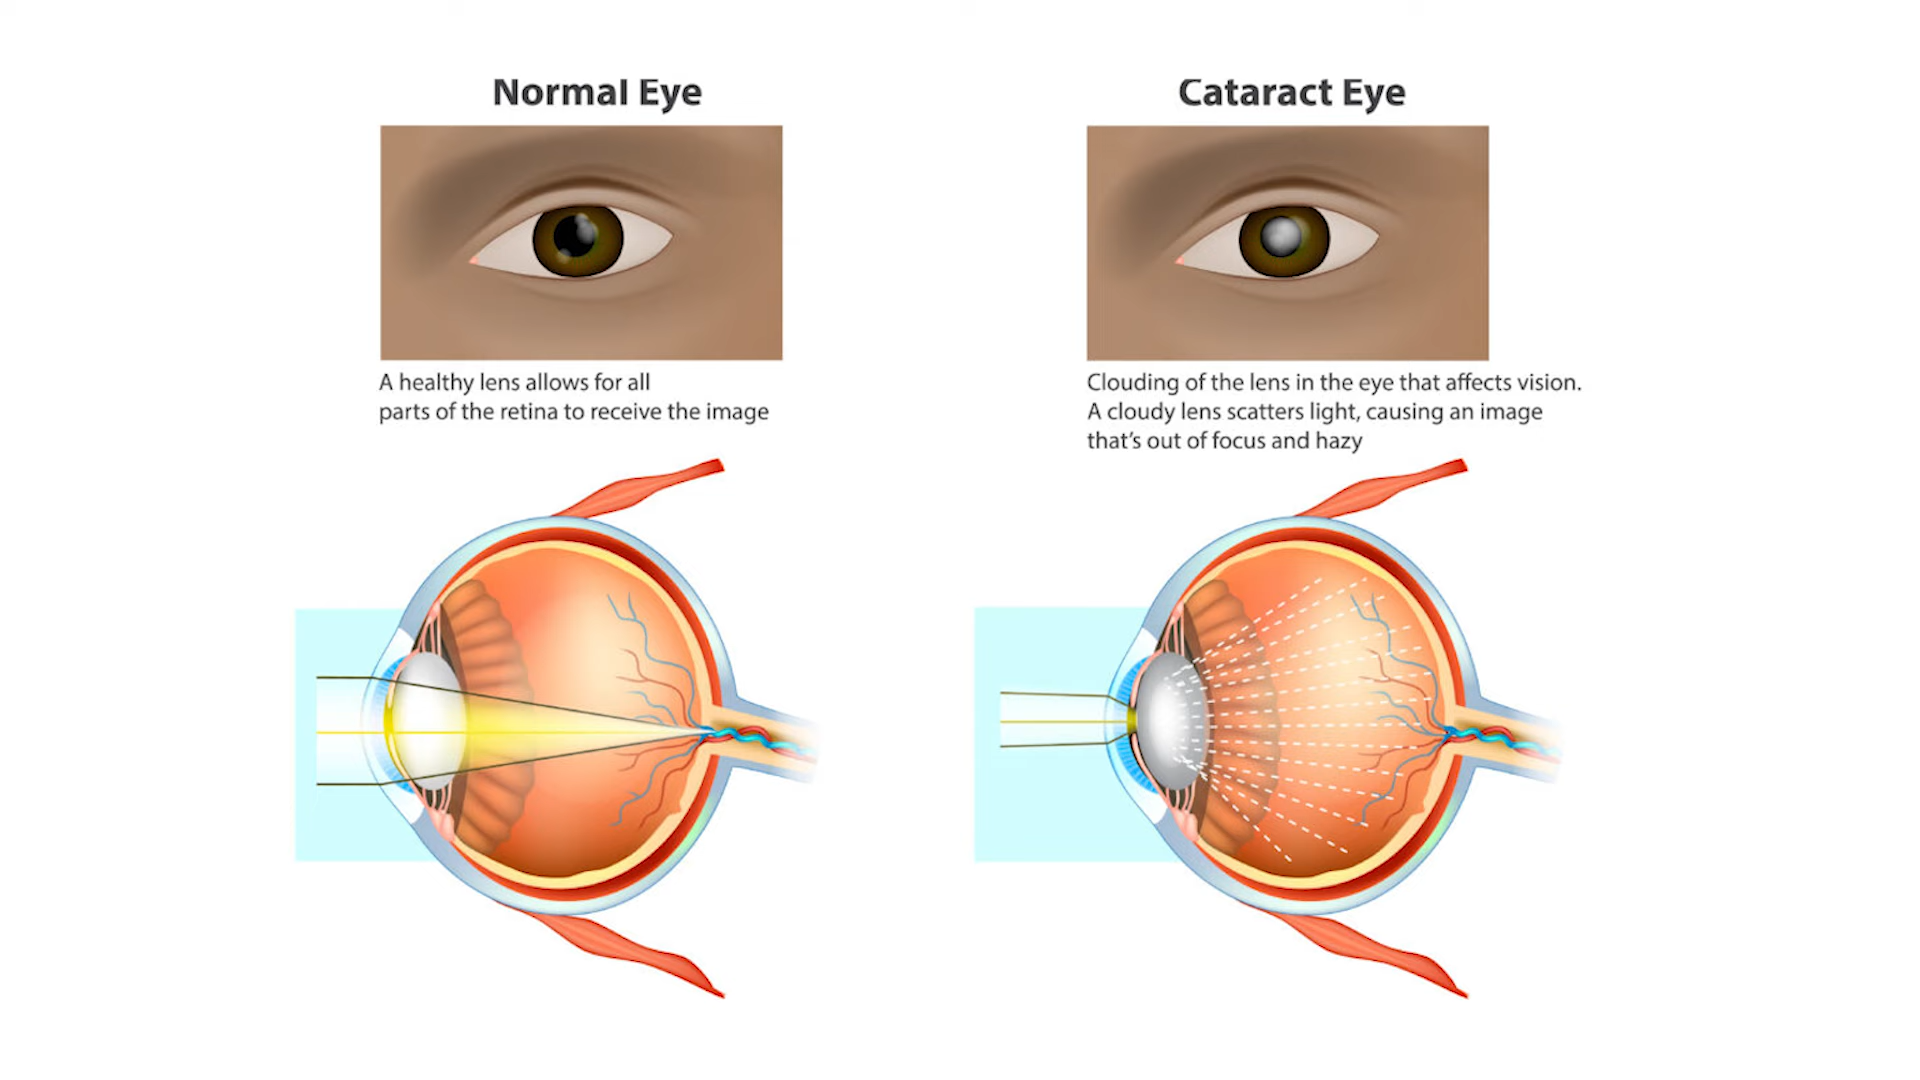 Normal Eye
A healthy lens allows for all
parts of the retina to receive the image
Cataract Eye
Clouding of the lens in the eye that affects vision.
A cloudy lens scatters light, causing an image
that's out of focus and hazy